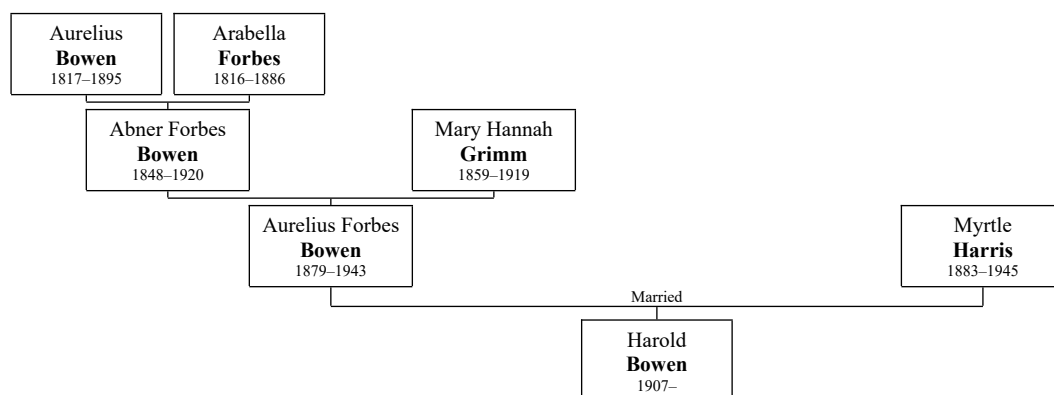 Aurelius
Bowen
1817–1895
Arabella
Forbes
1816–1886
Abner Forbes
Bowen
1848–1920
Mary Hannah
Grimm
1859–1919
Aurelius Forbes
Bowen
1879–1943
Myrtle
Harris
1883–1945
Married
Harold
Bowen
1907–